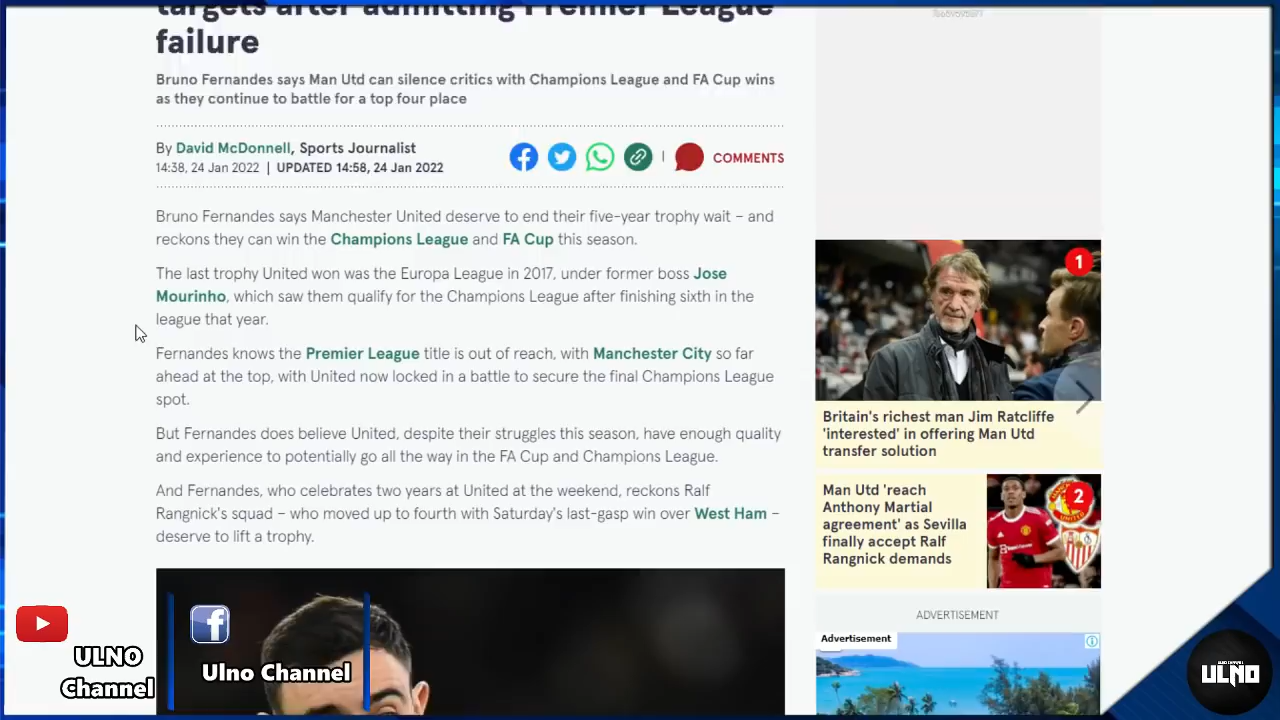 targets after admitting Premier League
failure
Bruno Fernandes says Man Utd can silence critics with Champions League and FA Cup wins
as they continue to battle for a top four place
By David McDonnell, Sports Journalist
14:38, 24 Jan 2022 | UPDATED 14:58, 24 Jan 2022
| COMMENTS
Bruno Fernandes says Manchester United deserve to end their five-year trophy wait – and
reckons they can win the Champions League and FA Cup this season.
The last trophy United won was the Europa League in 2017, under former boss Jose
Mourinho, which saw them qualify for the Champions League after finishing sixth in the
league that year.
Fernandes knows the Premier League title is out of reach, with Manchester City so far
ahead at the top, with United now locked in a battle to secure the final Champions League
spot.
But Fernandes does believe United, despite their struggles this season, have enough quality
and experience to potentially go all the way in the FA Cup and Champions League.
And Fernandes, who celebrates two years at United at the weekend, reckons Ralf
Rangnick's squad – who moved up to fourth with Saturday's last-gasp win over West Ham –
deserve to lift a trophy.
1
Britain's richest man Jim Ratcliffe
'interested' in offering Man Utd
transfer solution
Man Utd 'reach
Anthony Martial
agreement' as Sevilla
finally accept Ralf
Rangnick demands
2
ADVERTISEMENT
Advertisement
ULNO
Channel
Ulno Channel
ULNO